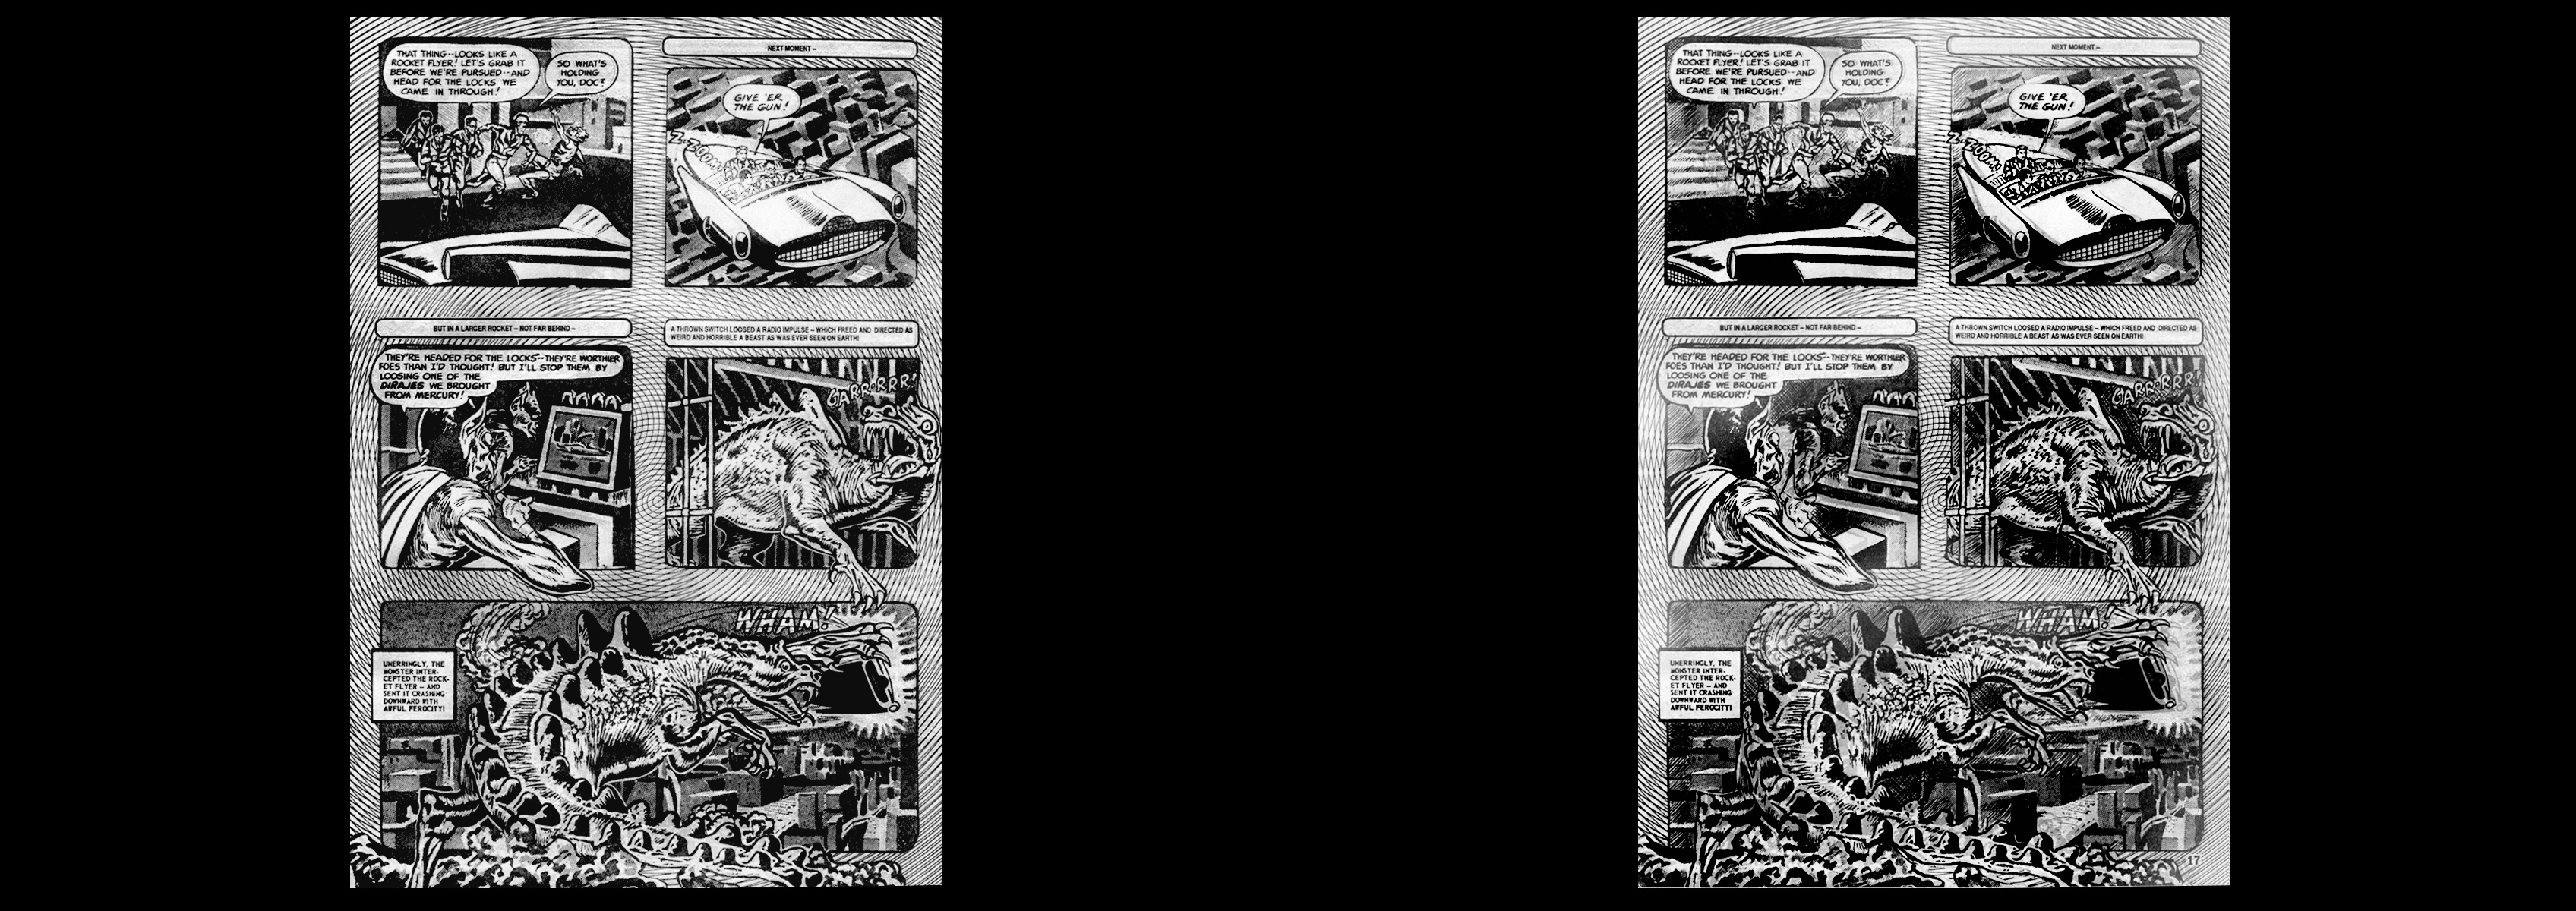 THAT THING--LOOKS LIKE A
ROCKET FLYER! LET'S GRAB IT
BEFORE WE'RE PURSUED--AND
HEAD FOR THE LOCKS WE
CAME IN THROUGH!
SO WHAT'S
HOLDING
YOU, DOC?
NEXT MOMENT –
GIVE 'ER
THE GUN!
Z-ZOOM!
BUT IN A LARGER ROCKET – NOT FAR BEHIND –
THEY'RE HEADED FOR THE LOCKS--THEY'RE WORTHIER
FOES THAN I'D THOUGHT! BUT I'LL STOP THEM BY
LOOSING ONE OF THE
DIRAJES WE BROUGHT
FROM MERCURY!
A THROWN SWITCH LOOSED A RADIO IMPULSE – WHICH FREED AND DIRECTED AS
WEIRD AND HORRIBLE A BEAST AS WAS EVER SEEN ON EARTH!
GARR-RRR!
WHAM!
UNERRINGLY, THE
MONSTER INTER-
CEPTED THE ROCK-
ET FLYER – AND
SENT IT CRASHING
DOWNWARD WITH
AWFUL FEROCITY!
THAT THING--LOOKS LIKE A
ROCKET FLYER! LET'S GRAB IT
BEFORE WE'RE PURSUED--AND
HEAD FOR THE LOCKS WE
CAME IN THROUGH!
SO WHAT'S
HOLDING
YOU, DOC?
NEXT MOMENT –
GIVE 'ER
THE GUN!
Z-ZOOM!
BUT IN A LARGER ROCKET – NOT FAR BEHIND –
THEY'RE HEADED FOR THE LOCKS--THEY'RE WORTHIER
FOES THAN I'D THOUGHT! BUT I'LL STOP THEM BY
LOOSING ONE OF THE
DIRAJES WE BROUGHT
FROM MERCURY!
A THROWN SWITCH LOOSED A RADIO IMPULSE – WHICH FREED AND DIRECTED AS
WEIRD AND HORRIBLE A BEAST AS WAS EVER SEEN ON EARTH!
GARR-RRR!
WHAM!
UNERRINGLY, THE
MONSTER INTER-
CEPTED THE ROCK-
ET FLYER – AND
SENT IT CRASHING
DOWNWARD WITH
AWFUL FEROCITY!
17